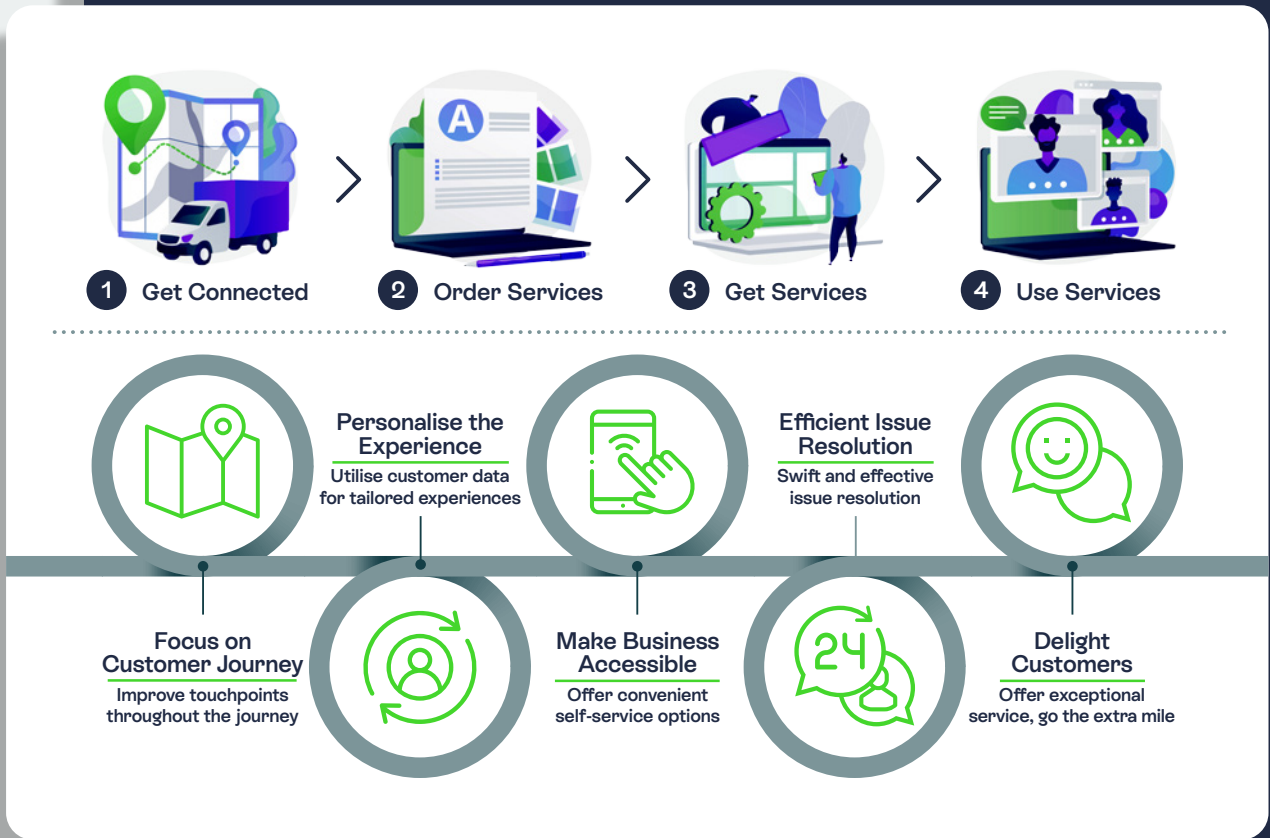 A
1 Get Connected
2 Order Services
3 Get Services
4 Use Services
Focus on
Customer Journey
Improve touchpoints
throughout the journey
Personalise the
Experience
Utilise customer data
for tailored experiences
Make Business
Accessible
Offer convenient
self-service options
Efficient Issue
Resolution
Swift and effective
issue resolution
24
Delight
Customers
Offer exceptional
service, go the extra mile